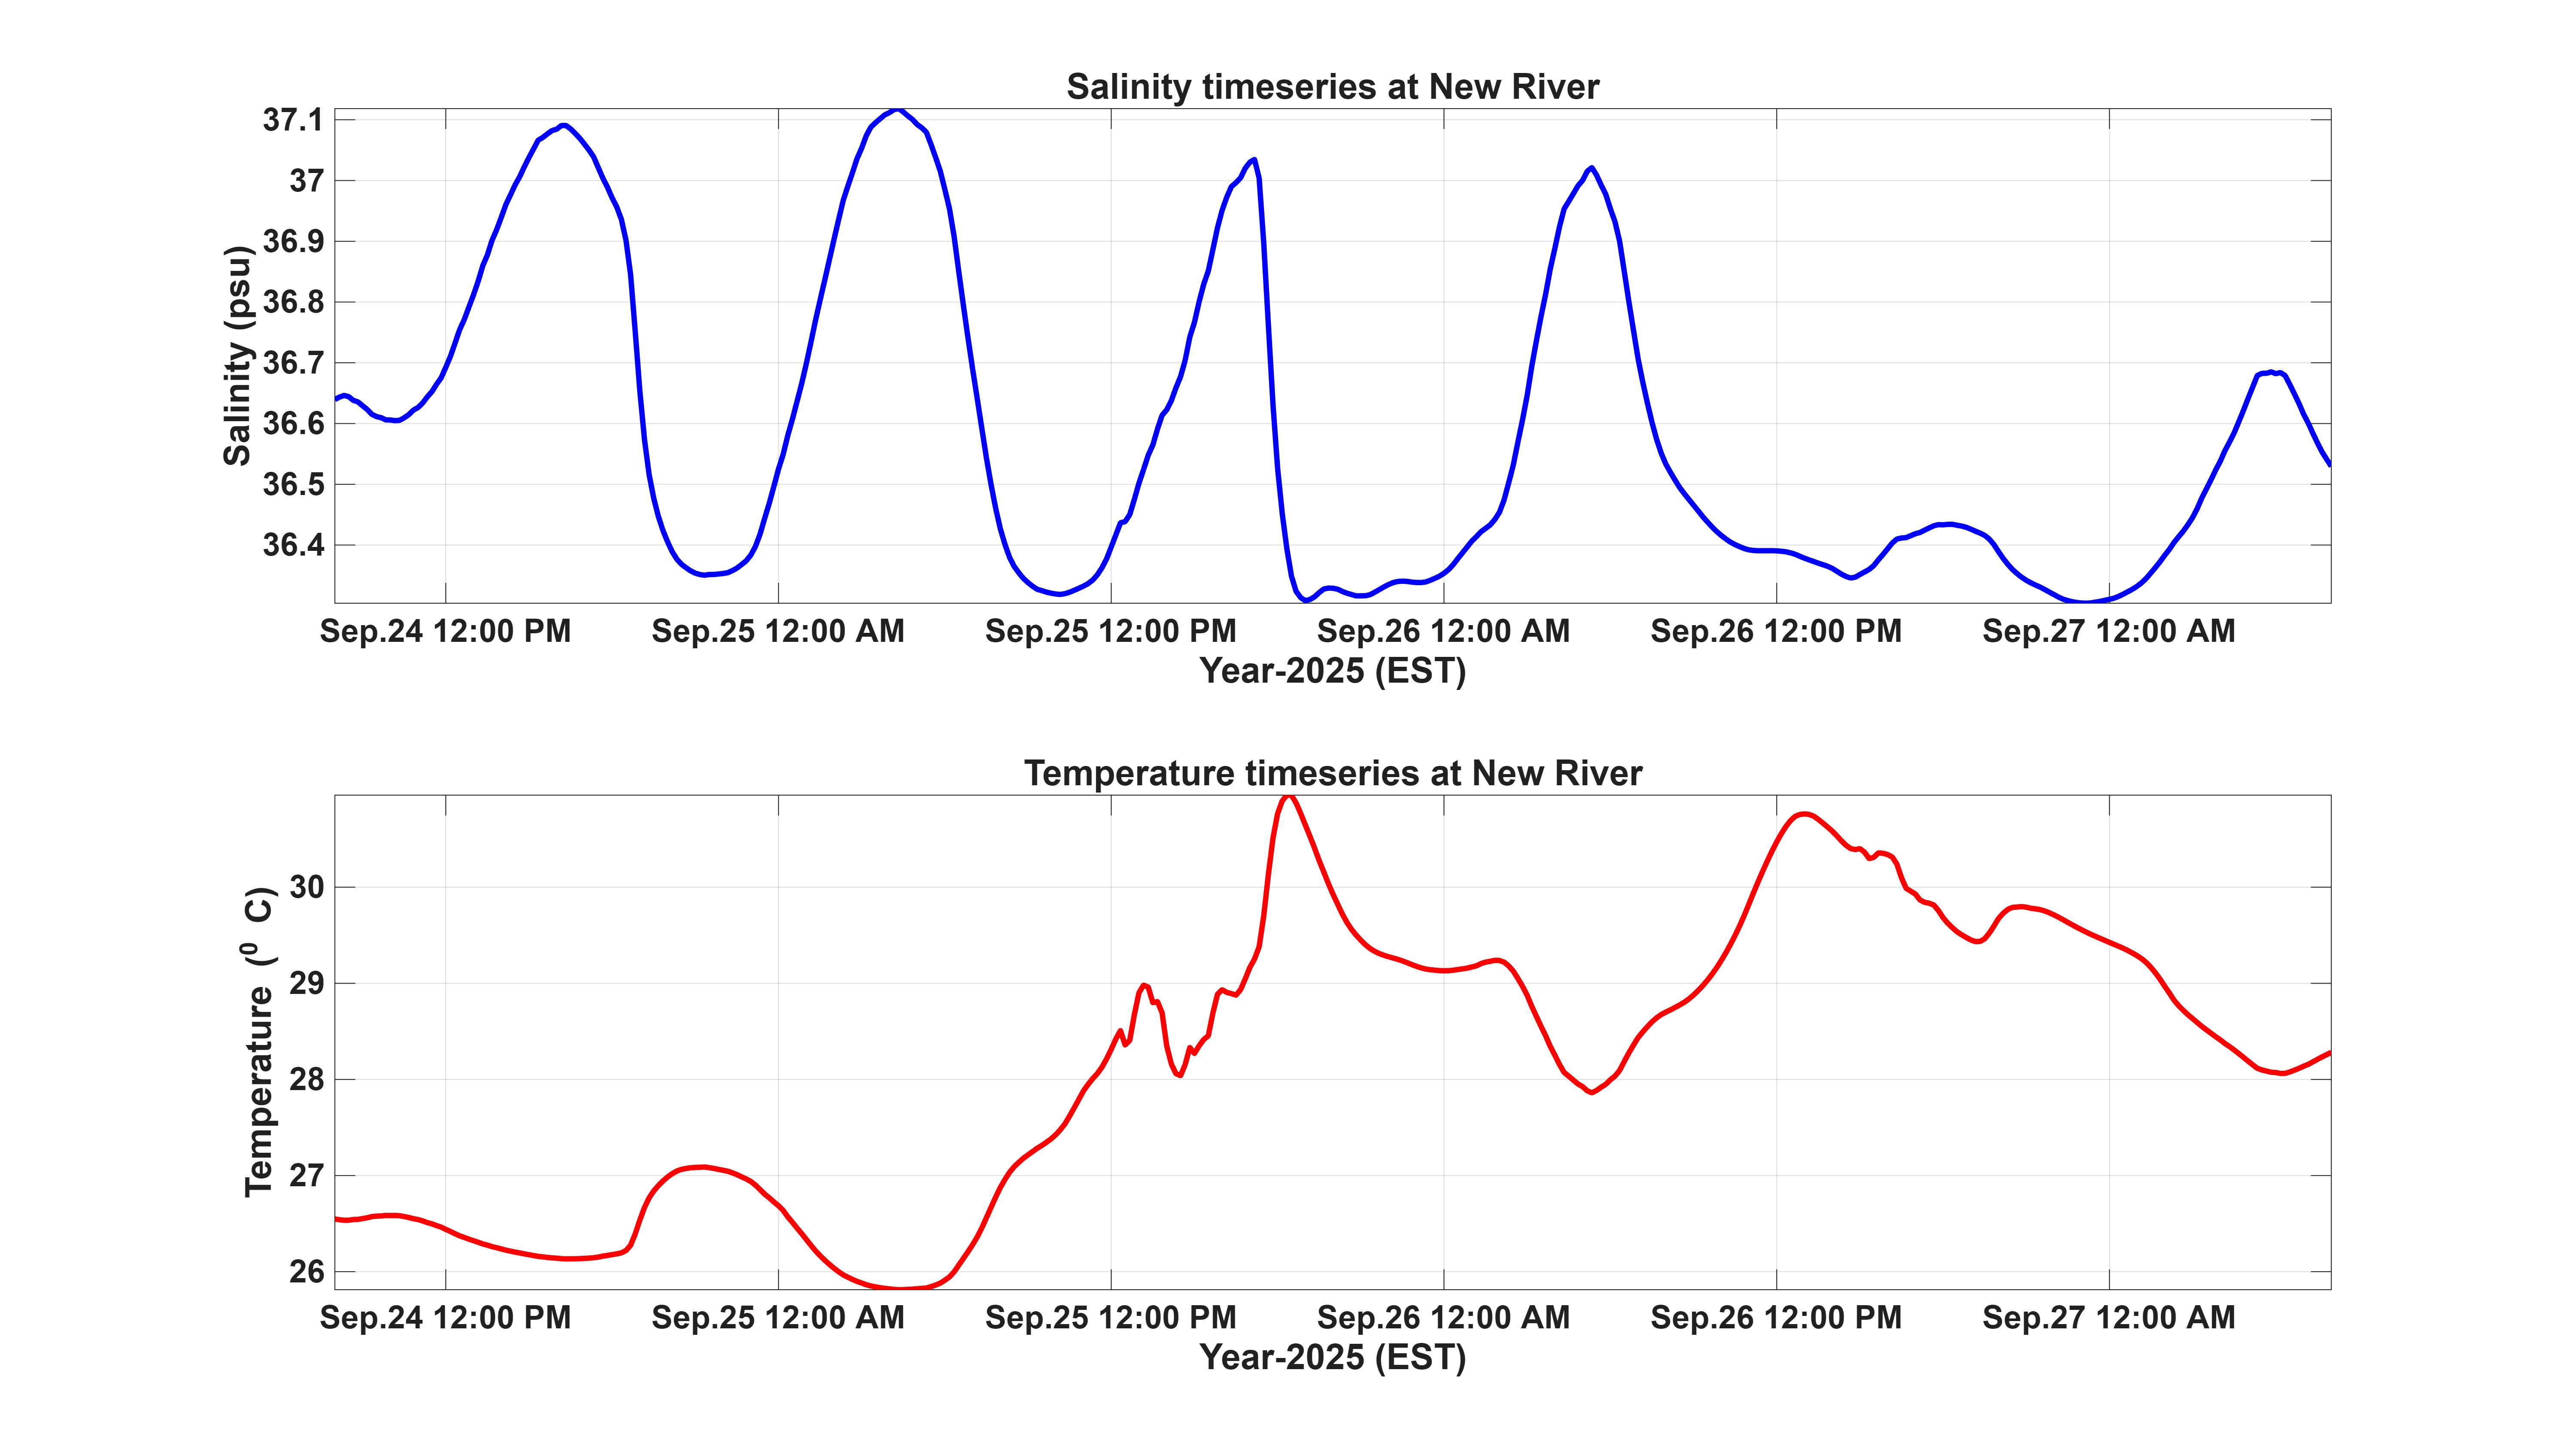 Salinity timeseries at New River
Salinity (psu)
37.1
37
36.9
36.8
36.7
36.6
36.5
36.4
Sep.24 12:00 PM Sep.25 12:00 AM Sep.25 12:00 PM Sep.26 12:00 AM Sep.26 12:00 PM Sep.27 12:00 AM
Year-2025 (EST)
Temperature timeseries at New River
Temperature (⁰ C)
30
29
28
27
26
Sep.24 12:00 PM Sep.25 12:00 AM Sep.25 12:00 PM Sep.26 12:00 AM Sep.26 12:00 PM Sep.27 12:00 AM
Year-2025 (EST)